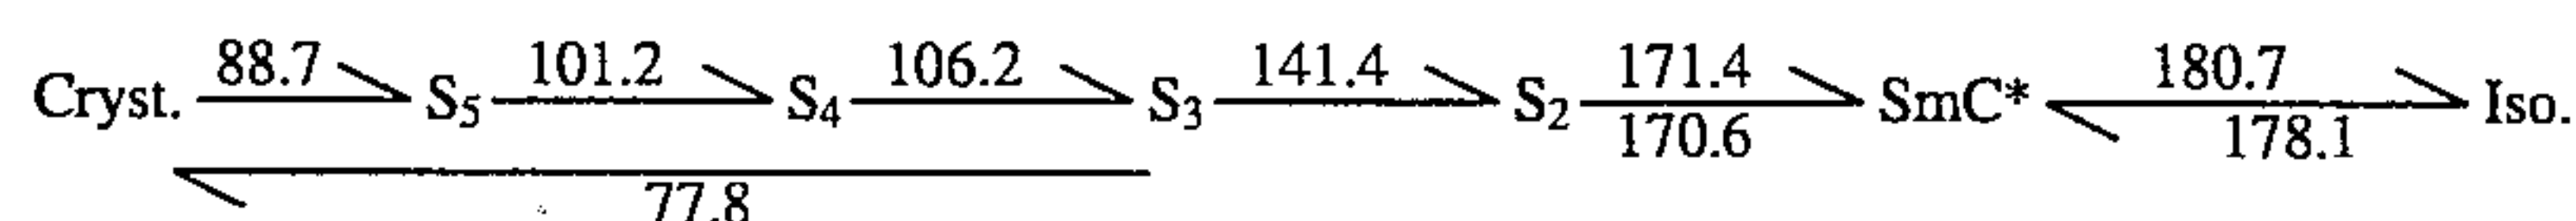 88.7 101.2 106.2 141.4 171.4 180.7
Cryst. S₅ S₄ S₃ S₂ SmC* Iso.
170.6 178.1
77.8